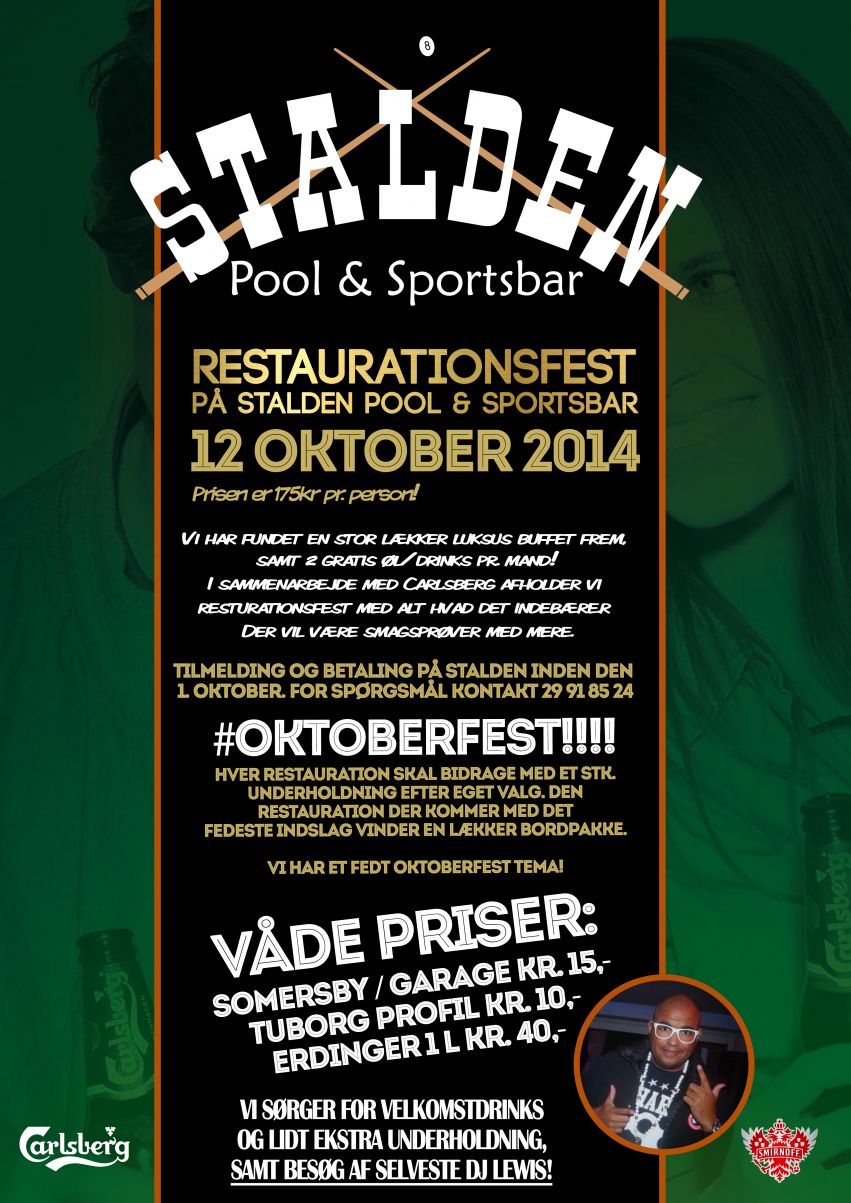 8
STALDEN
Pool & Sportsbar
RESTAURATIONSFEST
PÅ STALDEN POOL & SPORTSBAR
12 OKTOBER 2014
Prisen er 175kr pr. person!
VI HAR FUNDET EN STOR LÆKKER LUKSUS BUFFET FREM,
SAMT 2 GRATIS ØL/DRINKS PR. MAND!
I SAMMENARBEJDE MED CARLSBERG AFHOLDER VI
RESTURATIONSFEST MED ALT HVAD DET INDEBÆRER
DER VIL VÆRE SMAGSPRØVER MED MERE.
TILMELDING OG BETALING PÅ STALDEN INDEN DEN
1. OKTOBER. FOR SPØRGSMÅL KONTAKT 29 91 85 24
#OKTOBERFEST!!!!
HVER RESTAURATION SKAL BIDRAGE MED ET STK.
UNDERHOLDNING EFTER EGET VALG. DEN
RESTAURATION DER KOMMER MED DET
FEDESTE INDSLAG VINDER EN LÆKKER BORDPAKKE.
VI HAR ET FEDT OKTOBERFEST TEMA!
VÅDE PRISER:
SOMERSBY / GARAGE KR. 15,-
TUBORG PROFIL KR. 10,-
ERDINGER 1 L KR. 40,-
VI SØRGER FOR VELKOMSTDRINKS
OG LIDT EKSTRA UNDERHOLDNING,
SAMT BESØG AF SELVESTE DJ LEWIS!
Carlsberg
Carlsberg
Carlsberg
SMIRNOFF